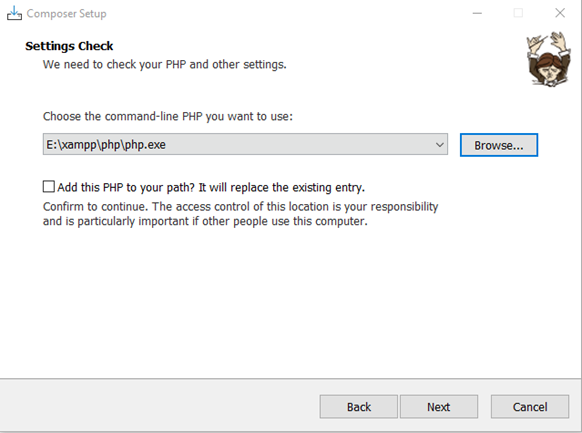 Composer Setup
Settings Check
We need to check your PHP and other settings.
Choose the command-line PHP you want to use:
E:\xampp\php\php.exe
Browse...
Add this PHP to your path? It will replace the existing entry.
Confirm to continue. The access control of this location is your responsibility
and is particularly important if other people use this computer.
Back
Next
Cancel